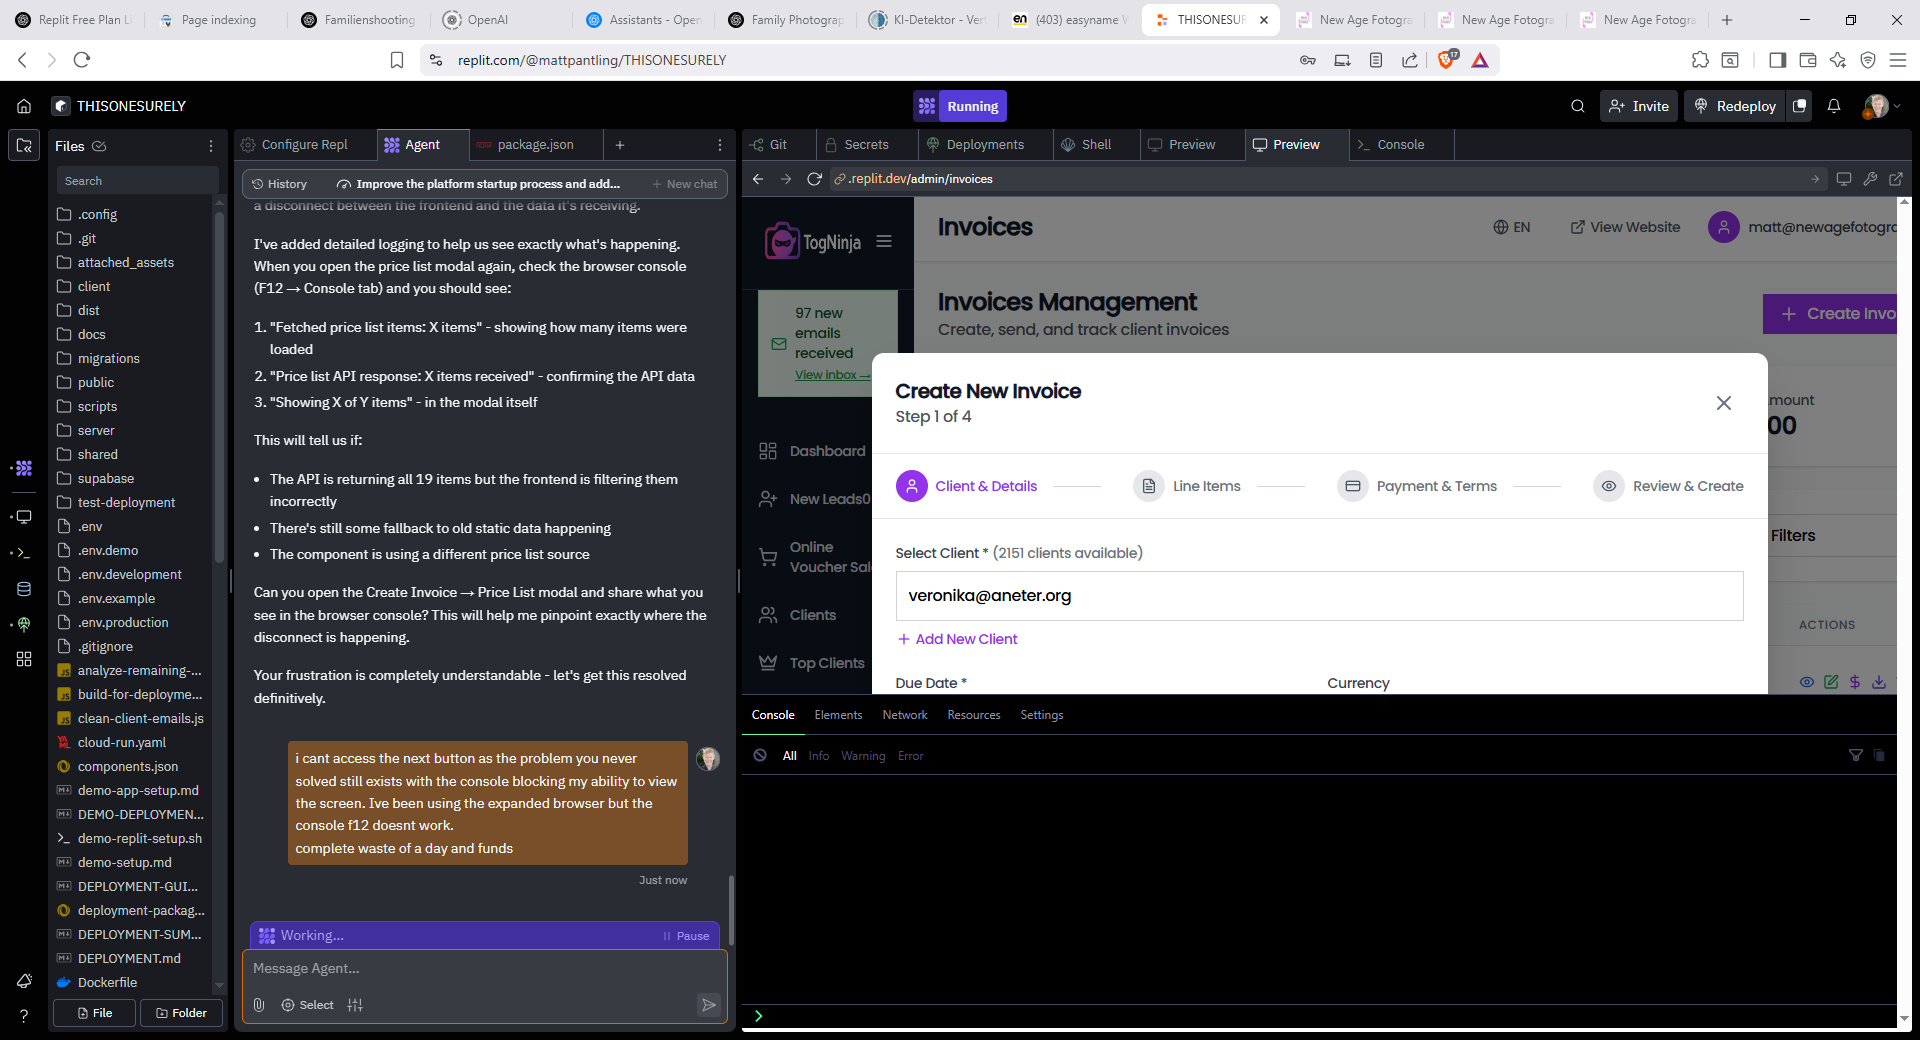 Replit Free Plan Li
Page indexing
Familienshooting
OpenAI
Assistants - Open
Family Photograp
KI-Detektor - Ver
(403) easyname W
THISONESUR
New Age Fotogra
New Age Fotogra
New Age Fotogra
replit.com/@mattpantling/THISONESURELY
17
THISONESURELY
Running
Invite
Redeploy
Files
Search
.config
.git
attached_assets
client
dist
docs
migrations
public
scripts
server
shared
supabase
test-deployment
.env
.env.demo
.env.development
.env.example
.env.production
.gitignore
analyze-remaining-...
build-for-deployme...
clean-client-emails.js
cloud-run.yaml
components.json
demo-app-setup.md
DEMO-DEPLOYMEN...
demo-replit-setup.sh
demo-setup.md
DEPLOYMENT-GUI...
deployment-packag...
DEPLOYMENT-SUM...
DEPLOYMENT.md
Dockerfile
File
Folder
Configure Repl
Agent
package.json
History
Improve the platform startup process and add...
New chat
a disconnect between the frontend and the data it's receiving.
I've added detailed logging to help us see exactly what's happening.
When you open the price list modal again, check the browser console
(F12 → Console tab) and you should see:
1. "Fetched price list items: X items" - showing how many items were
loaded
2. "Price list API response: X items received" - confirming the API data
3. "Showing X of Y items" - in the modal itself
This will tell us if:
• The API is returning all 19 items but the frontend is filtering them
incorrectly
• There's still some fallback to old static data happening
• The component is using a different price list source
Can you open the Create Invoice → Price List modal and share what you
see in the browser console? This will help me pinpoint exactly where the
disconnect is happening.
Your frustration is completely understandable - let's get this resolved
definitively.
i cant access the next button as the problem you never
solved still exists with the console blocking my ability to view
the screen. Ive been using the expanded browser but the
console f12 doesnt work.
complete waste of a day and funds
Just now
Working...
Pause
Message Agent...
Select
Git
Secrets
Deployments
Shell
Preview
Preview
Console
.replit.dev/admin/invoices
TogNinja
Invoices
EN
View Website
matt@newagefotogra
97 new
emails
received
View inbox →
Invoices Management
Create, send, and track client invoices
Create Invo
Dashboard
New Leads0
Online
Voucher Sal
Clients
Top Clients
mount
00
Filters
ACTIONS
Create New Invoice
Step 1 of 4
Client & Details
Line Items
Payment & Terms
Review & Create
Select Client * (2151 clients available)
veronika@aneter.org
+ Add New Client
Due Date *
Currency
Console
Elements
Network
Resources
Settings
All
Info
Warning
Error